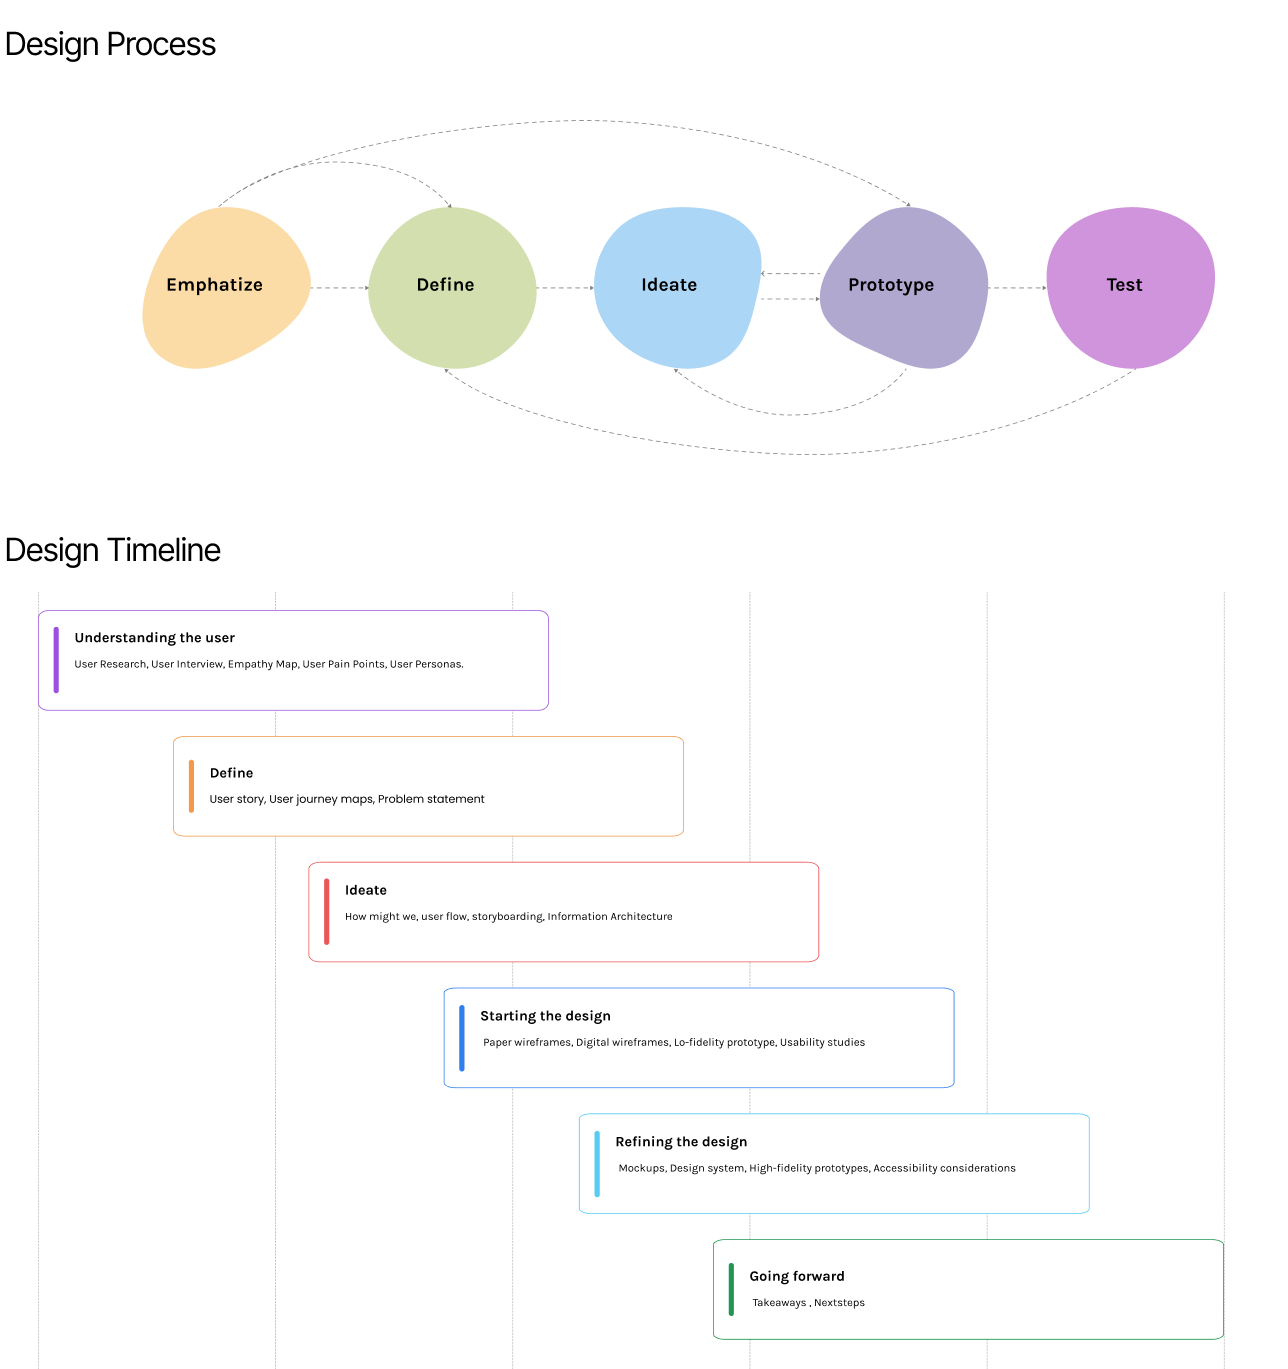 Design Process
Emphatize
Define
Ideate
Prototype
Test
Design Timeline
Understanding the user
User Research, User Interview, Empathy Map, User Pain Points, User Personas.
Define
User story, User journey maps, Problem statement
Ideate
How might we, user flow, storyboarding, Information Architecture
Starting the design
Paper wireframes, Digital wireframes, Lo-fidelity prototype, Usability studies
Refining the design
Mockups, Design system, High-fidelity prototypes, Accessibility considerations
Going forward
Takeaways , Nextsteps